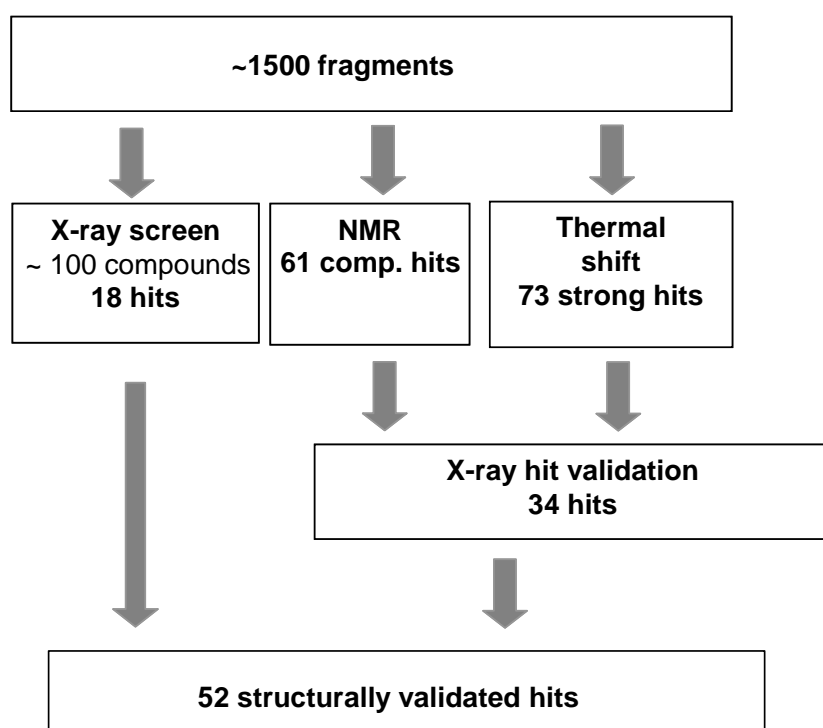 ~1500 fragments
X-ray screen
~ 100 compounds
18 hits
NMR
61 comp. hits
Thermal
shift
73 strong hits
X-ray hit validation
34 hits
52 structurally validated hits